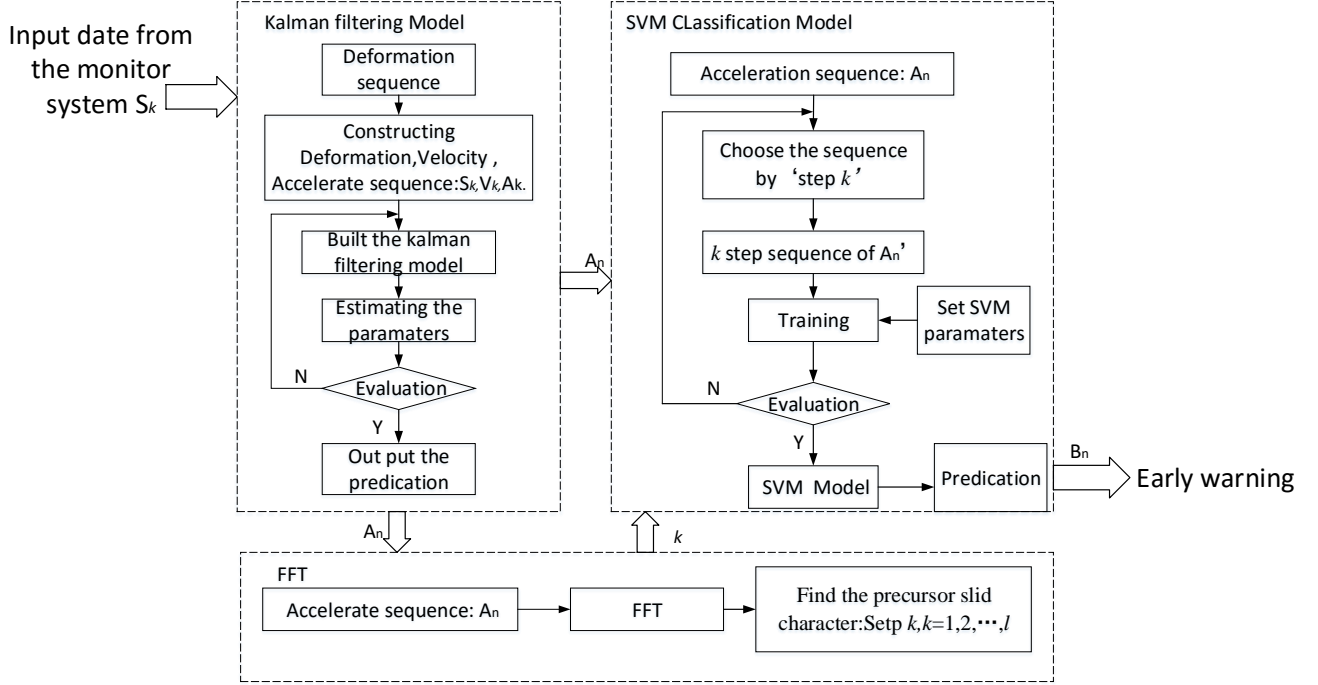 Input date from
the monitor
system Sk
Kalman filtering Model
Deformation
sequence
Constructing
Deformation,Velocity ,
Accelerate sequence:Sk,Vk,Ak.
Built the kalman
filtering model
Estimating the
paramaters
Evaluation
N
Y
Out put the
predication
An
An
SVM CLassification Model
Acceleration sequence: An
Choose the sequence
by ‘step k’
k step sequence of An’
Training
Set SVM
paramaters
Evaluation
N
Y
SVM Model
Predication
Bn
Early warning
k
FFT
Accelerate sequence: An
FFT
Find the precursor slid
character:Setp k,k=1,2,⋯,l